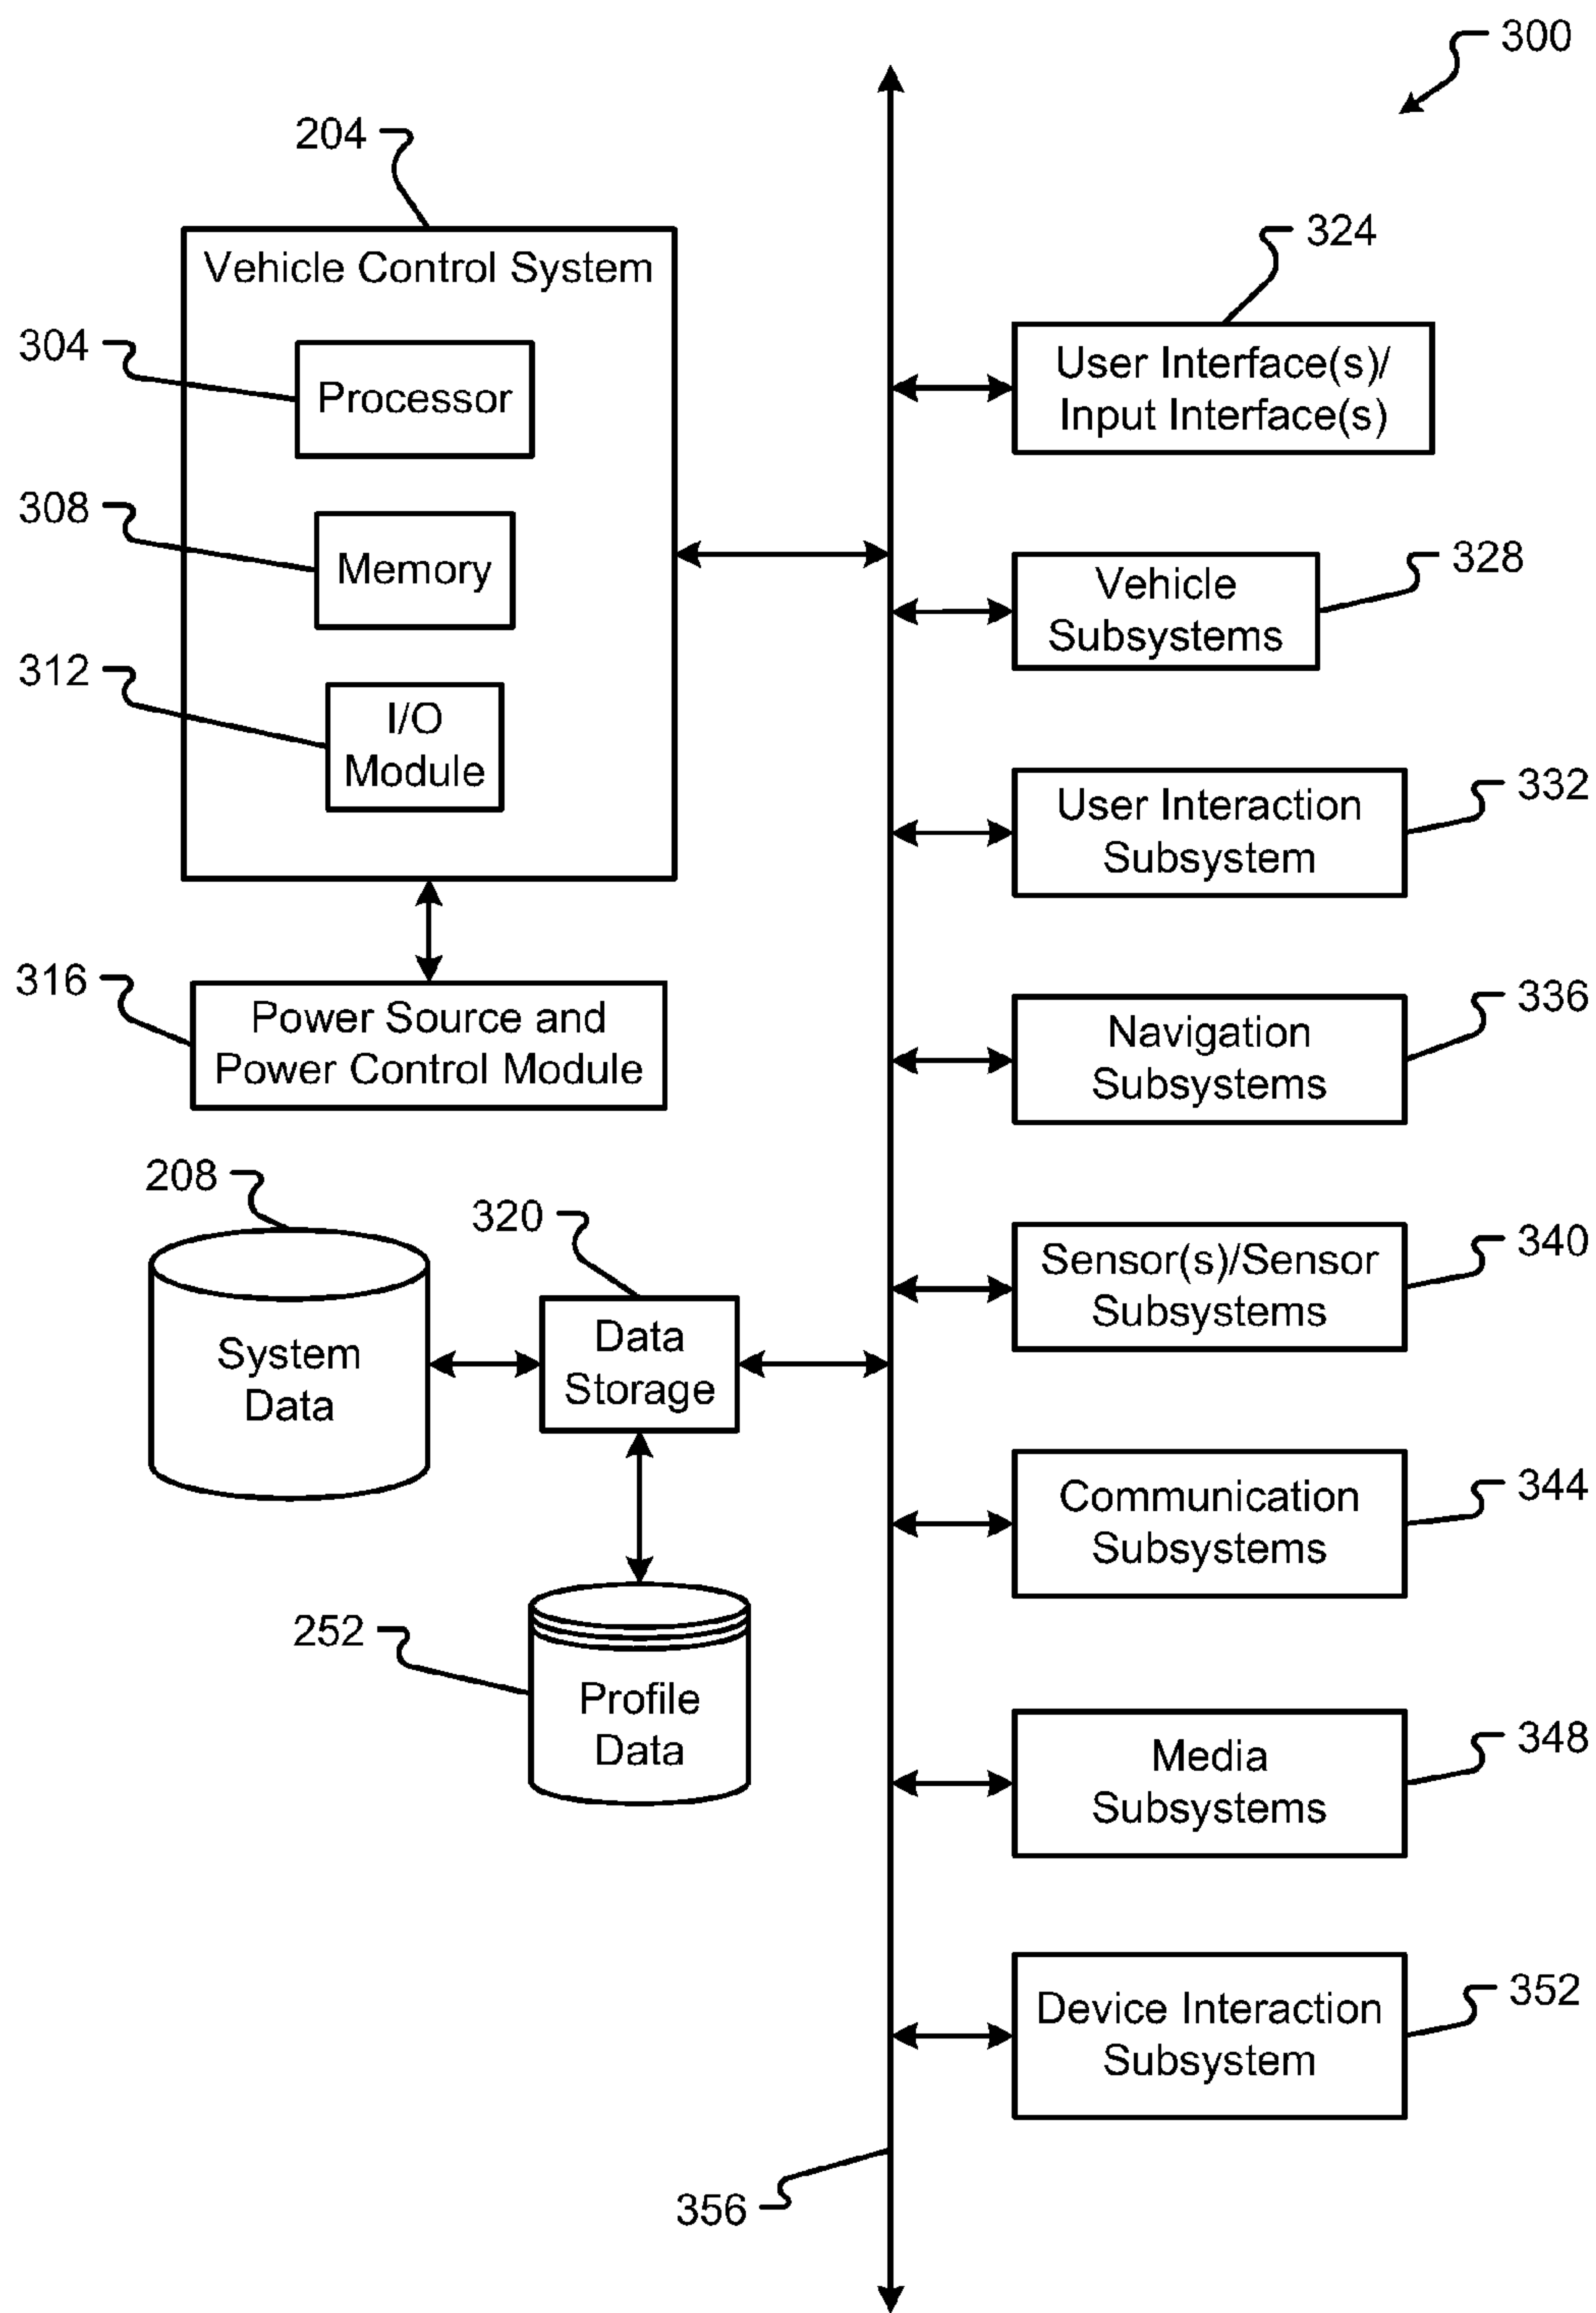 300
204
Vehicle Control System
304
Processor
308
Memory
312
I/O
Module
316
Power Source and
Power Control Module
208
System
Data
320
Data
Storage
252
Profile
Data
324
User Interface(s)/
Input Interface(s)
328
Vehicle
Subsystems
332
User Interaction
Subsystem
336
Navigation
Subsystems
340
Sensor(s)/Sensor
Subsystems
344
Communication
Subsystems
348
Media
Subsystems
352
Device Interaction
Subsystem
356